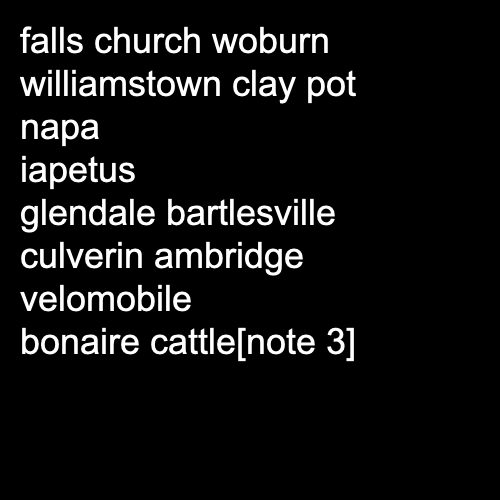 falls church woburn
williamstown clay pot
napa
iapetus
glendale bartlesville
culverin ambridge
velomobile
bonaire cattle[note 3]